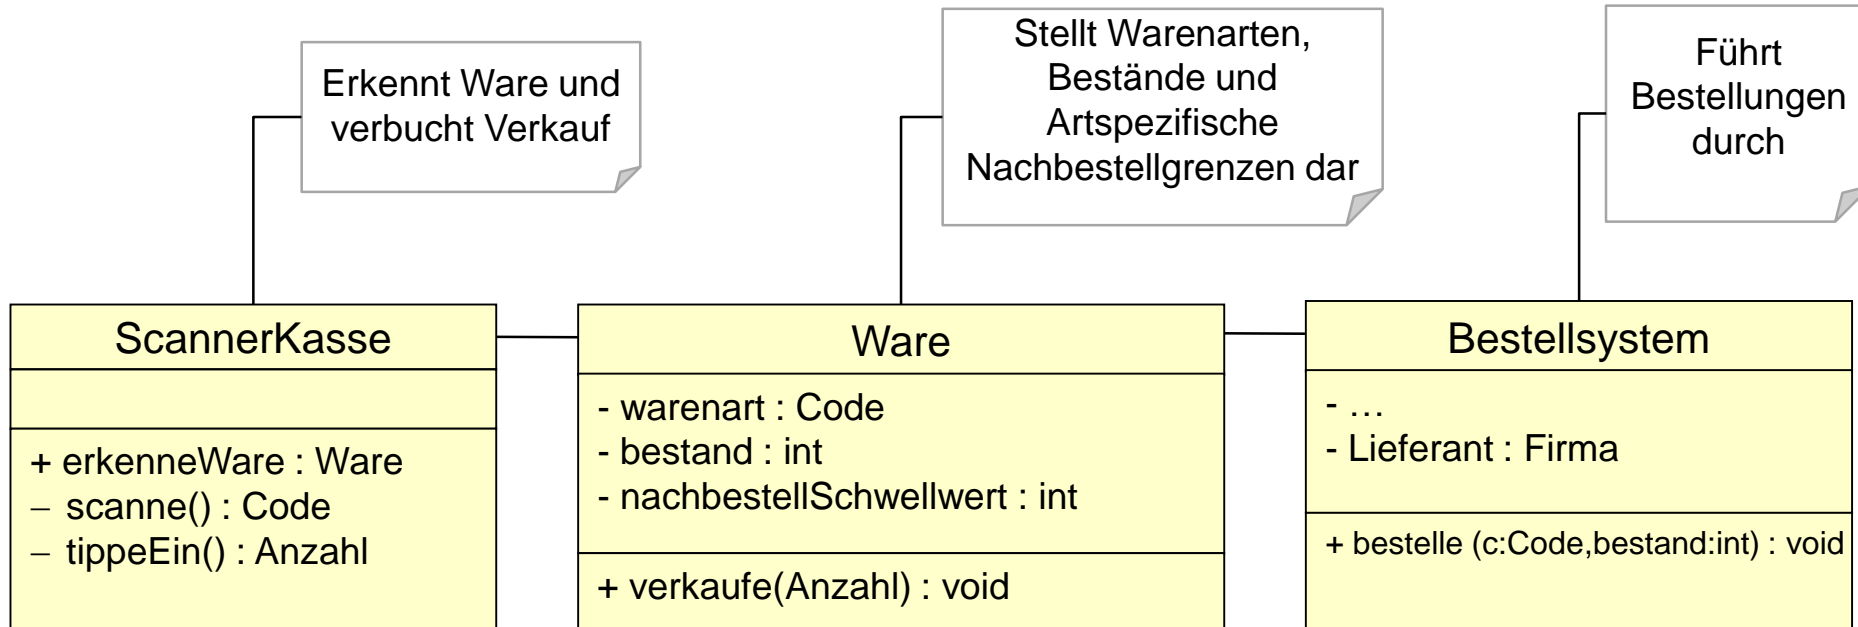 Erkennt Ware und
verbucht Verkauf
Stellt Warenarten,
Bestände und
Artspezifische
Nachbestellgrenzen dar
Führt
Bestellungen
durch
ScannerKasse
+ erkenneWare : Ware
– scanne() : Code
– tippeEin() : Anzahl
Ware
- warenart : Code
- bestand : int
- nachbestellSchwellwert : int
+ verkaufe(Anzahl) : void
Bestellsystem
- …
- Lieferant : Firma
+ bestelle (c:Code,bestand:int) : void